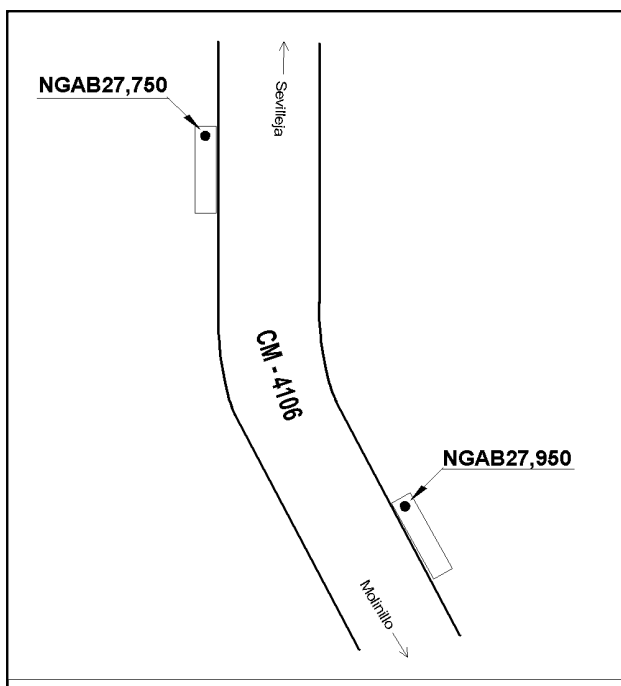 NGAB27,750
Sevilleja
CM - 4106
NGAB27,950
Molinillo